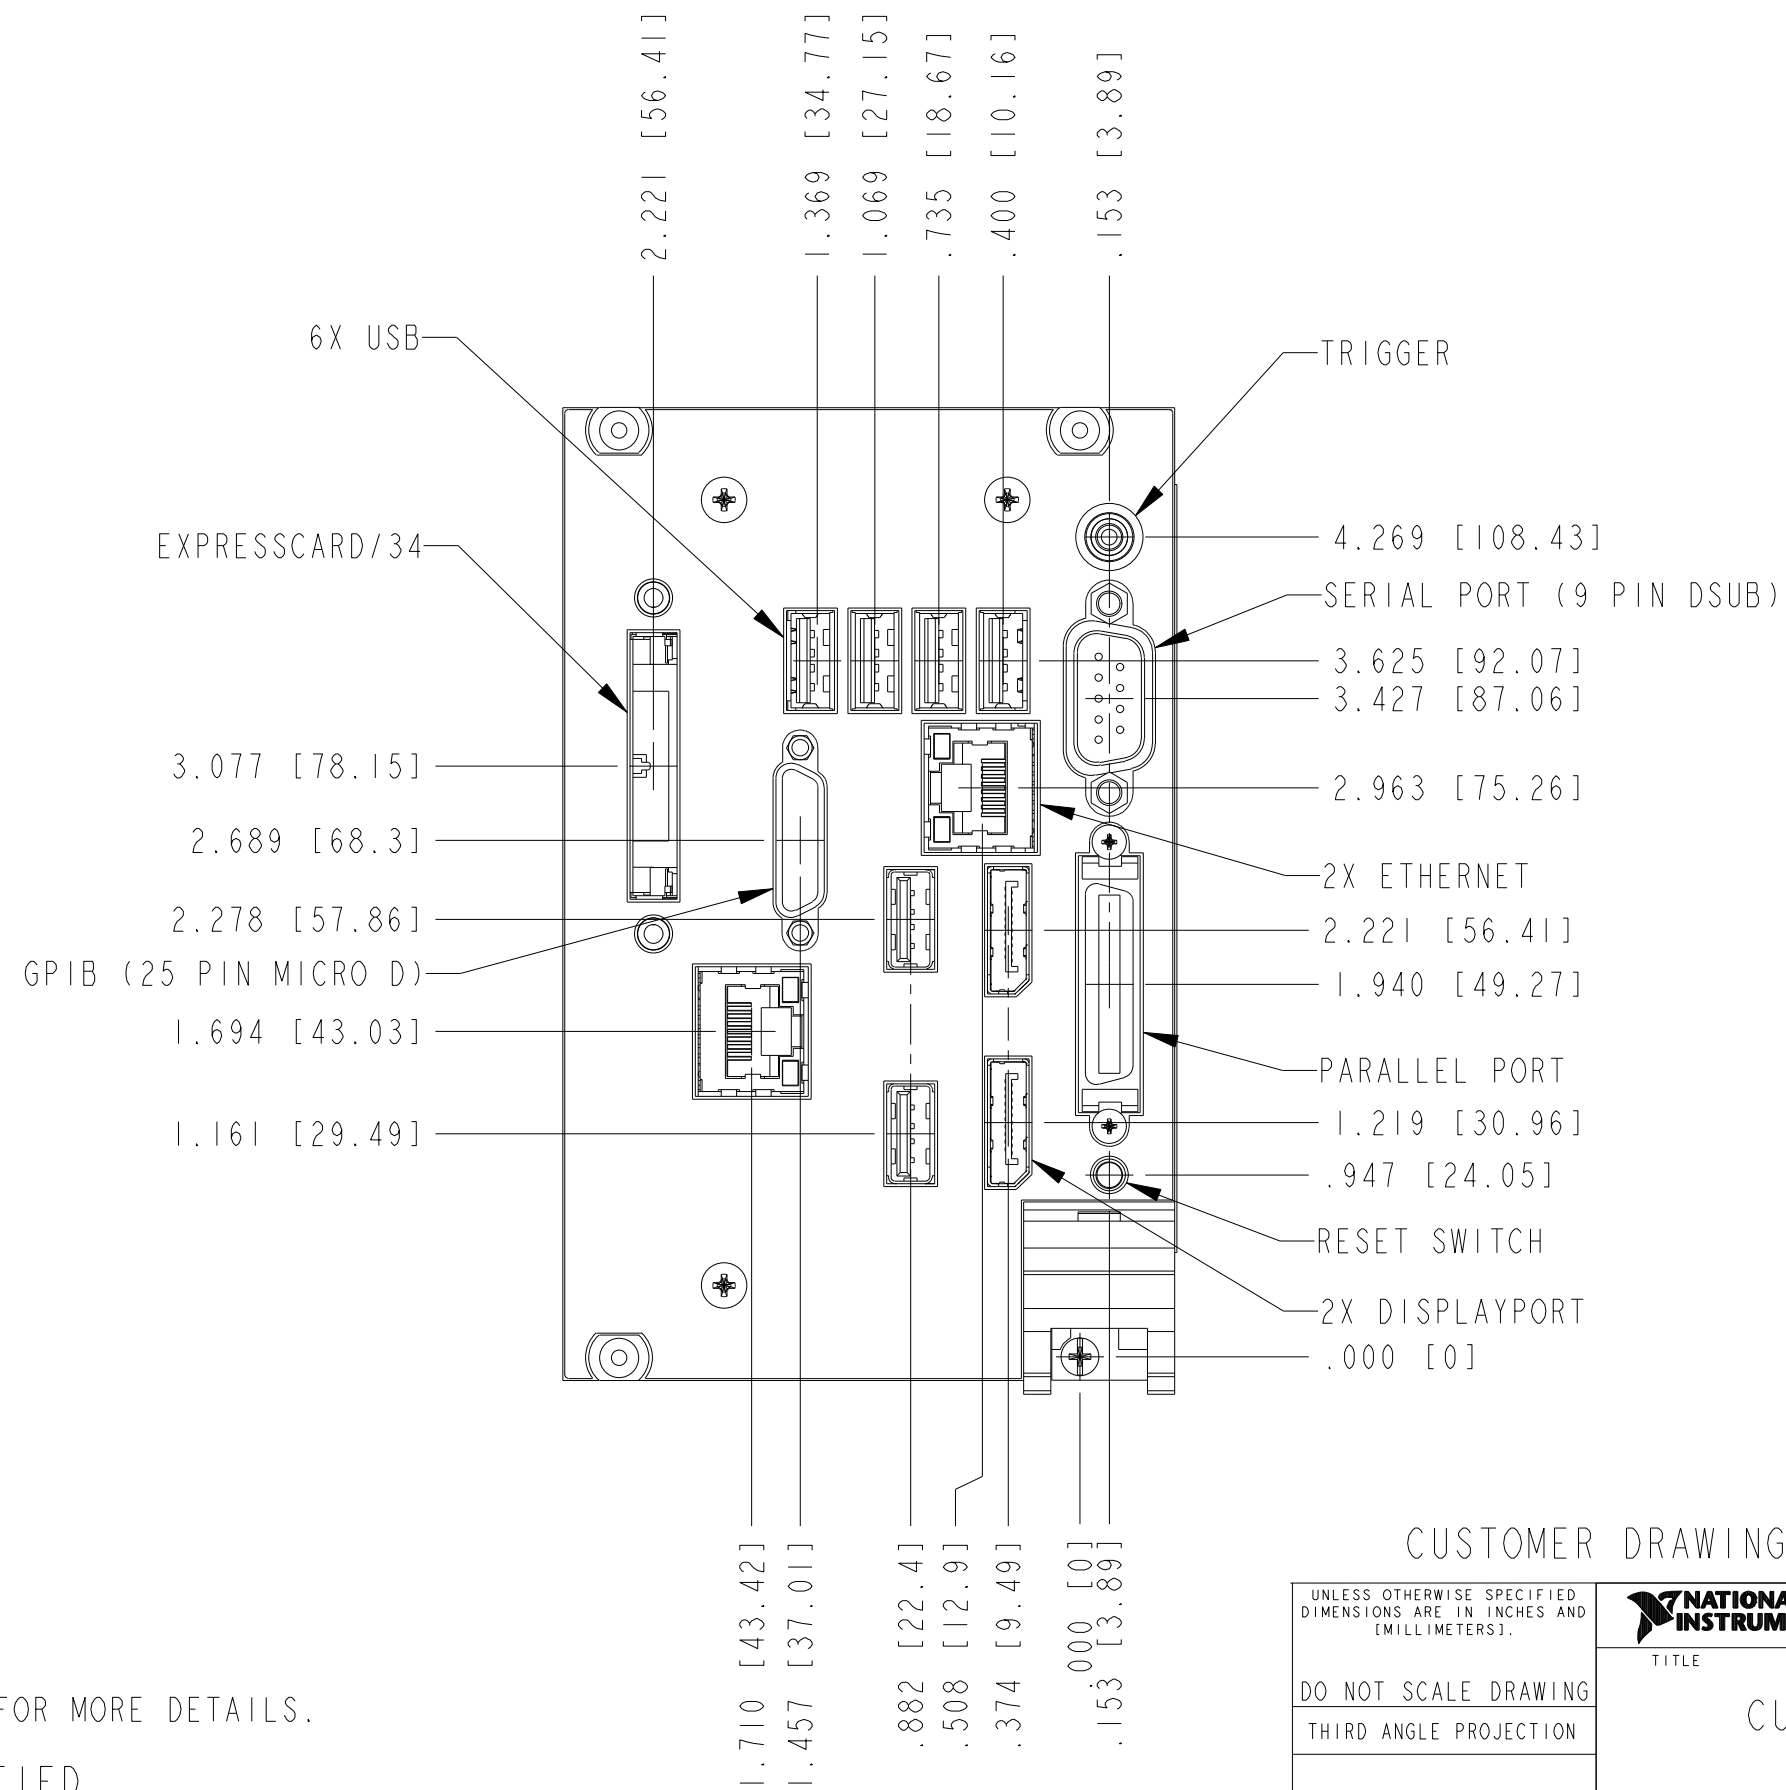 2.221 [56.41]
1.369 [34.77]
1.069 [27.15]
.735 [18.67]
.400 [10.16]
.153 [3.89]
6X USB
TRIGGER
EXPRESSCARD/34
4.269 [108.43]
SERIAL PORT (9 PIN DSUB)
3.625 [92.07]
3.427 [87.06]
3.077 [78.15]
2.963 [75.26]
2.689 [68.3]
2X ETHERNET
2.278 [57.86]
2.221 [56.41]
GPIB (25 PIN MICRO D)
1.940 [49.27]
1.694 [43.03]
PARALLEL PORT
1.161 [29.49]
1.219 [30.96]
.947 [24.05]
RESET SWITCH
2X DISPLAYPORT
.000 [0]
1.710 [43.42]
1.457 [37.01]
.882 [22.4]
.508 [12.9]
.374 [9.49]
.000 [0]
.153 [3.89]
CUSTOMER DRAWING
UNLESS OTHERWISE SPECIFIED
DIMENSIONS ARE IN INCHES AND
[MILLIMETERS].
NATIONA
INSTRUM
TITLE
DO NOT SCALE DRAWING
THIRD ANGLE PROJECTION
CU
FOR MORE DETAILS.